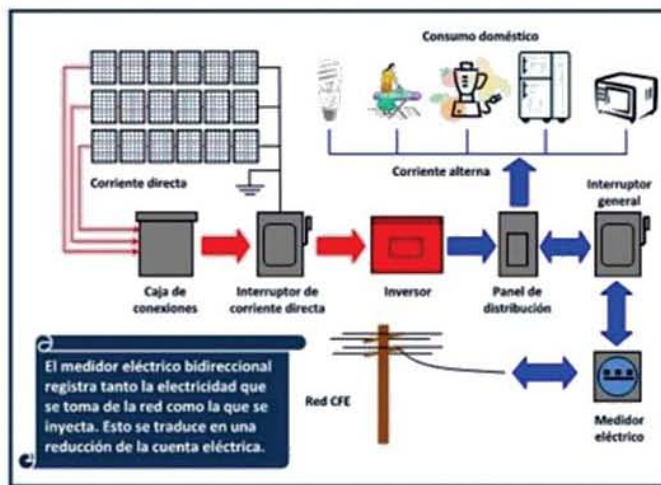 Consumo doméstico
Corriente directa
Corriente alterna
Interruptor
general
Caja de
conexiones
Interruptor de
corriente directa
Inversor
Panel de
distribución
El medidor eléctrico bidireccional
registra tanto la electricidad que
se toma de la red como la que se
inyecta. Esto se traduce en una
reducción de la cuenta eléctrica.
Red CFE
Medidor
eléctrico